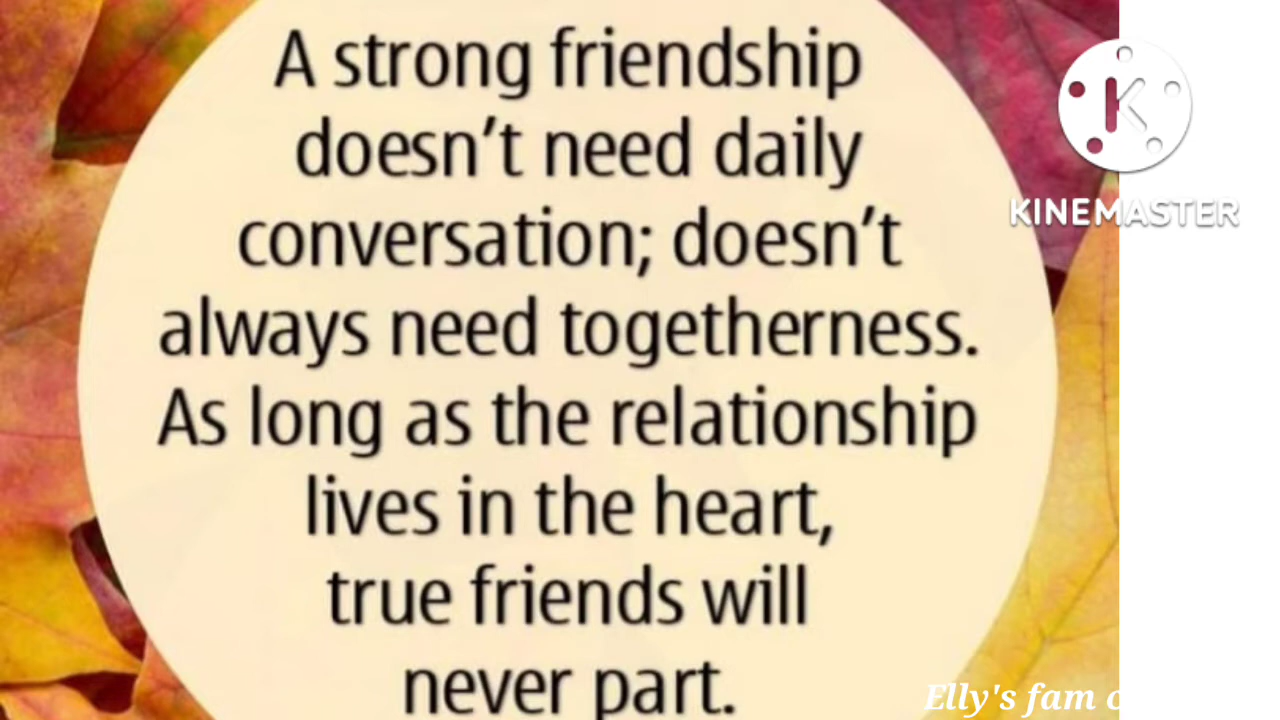 A strong friendship
doesn't need daily
conversation; doesn't
always need togetherness.
As long as the relationship
lives in the heart,
true friends will
never part.
KINEMASTER
Elly's fam